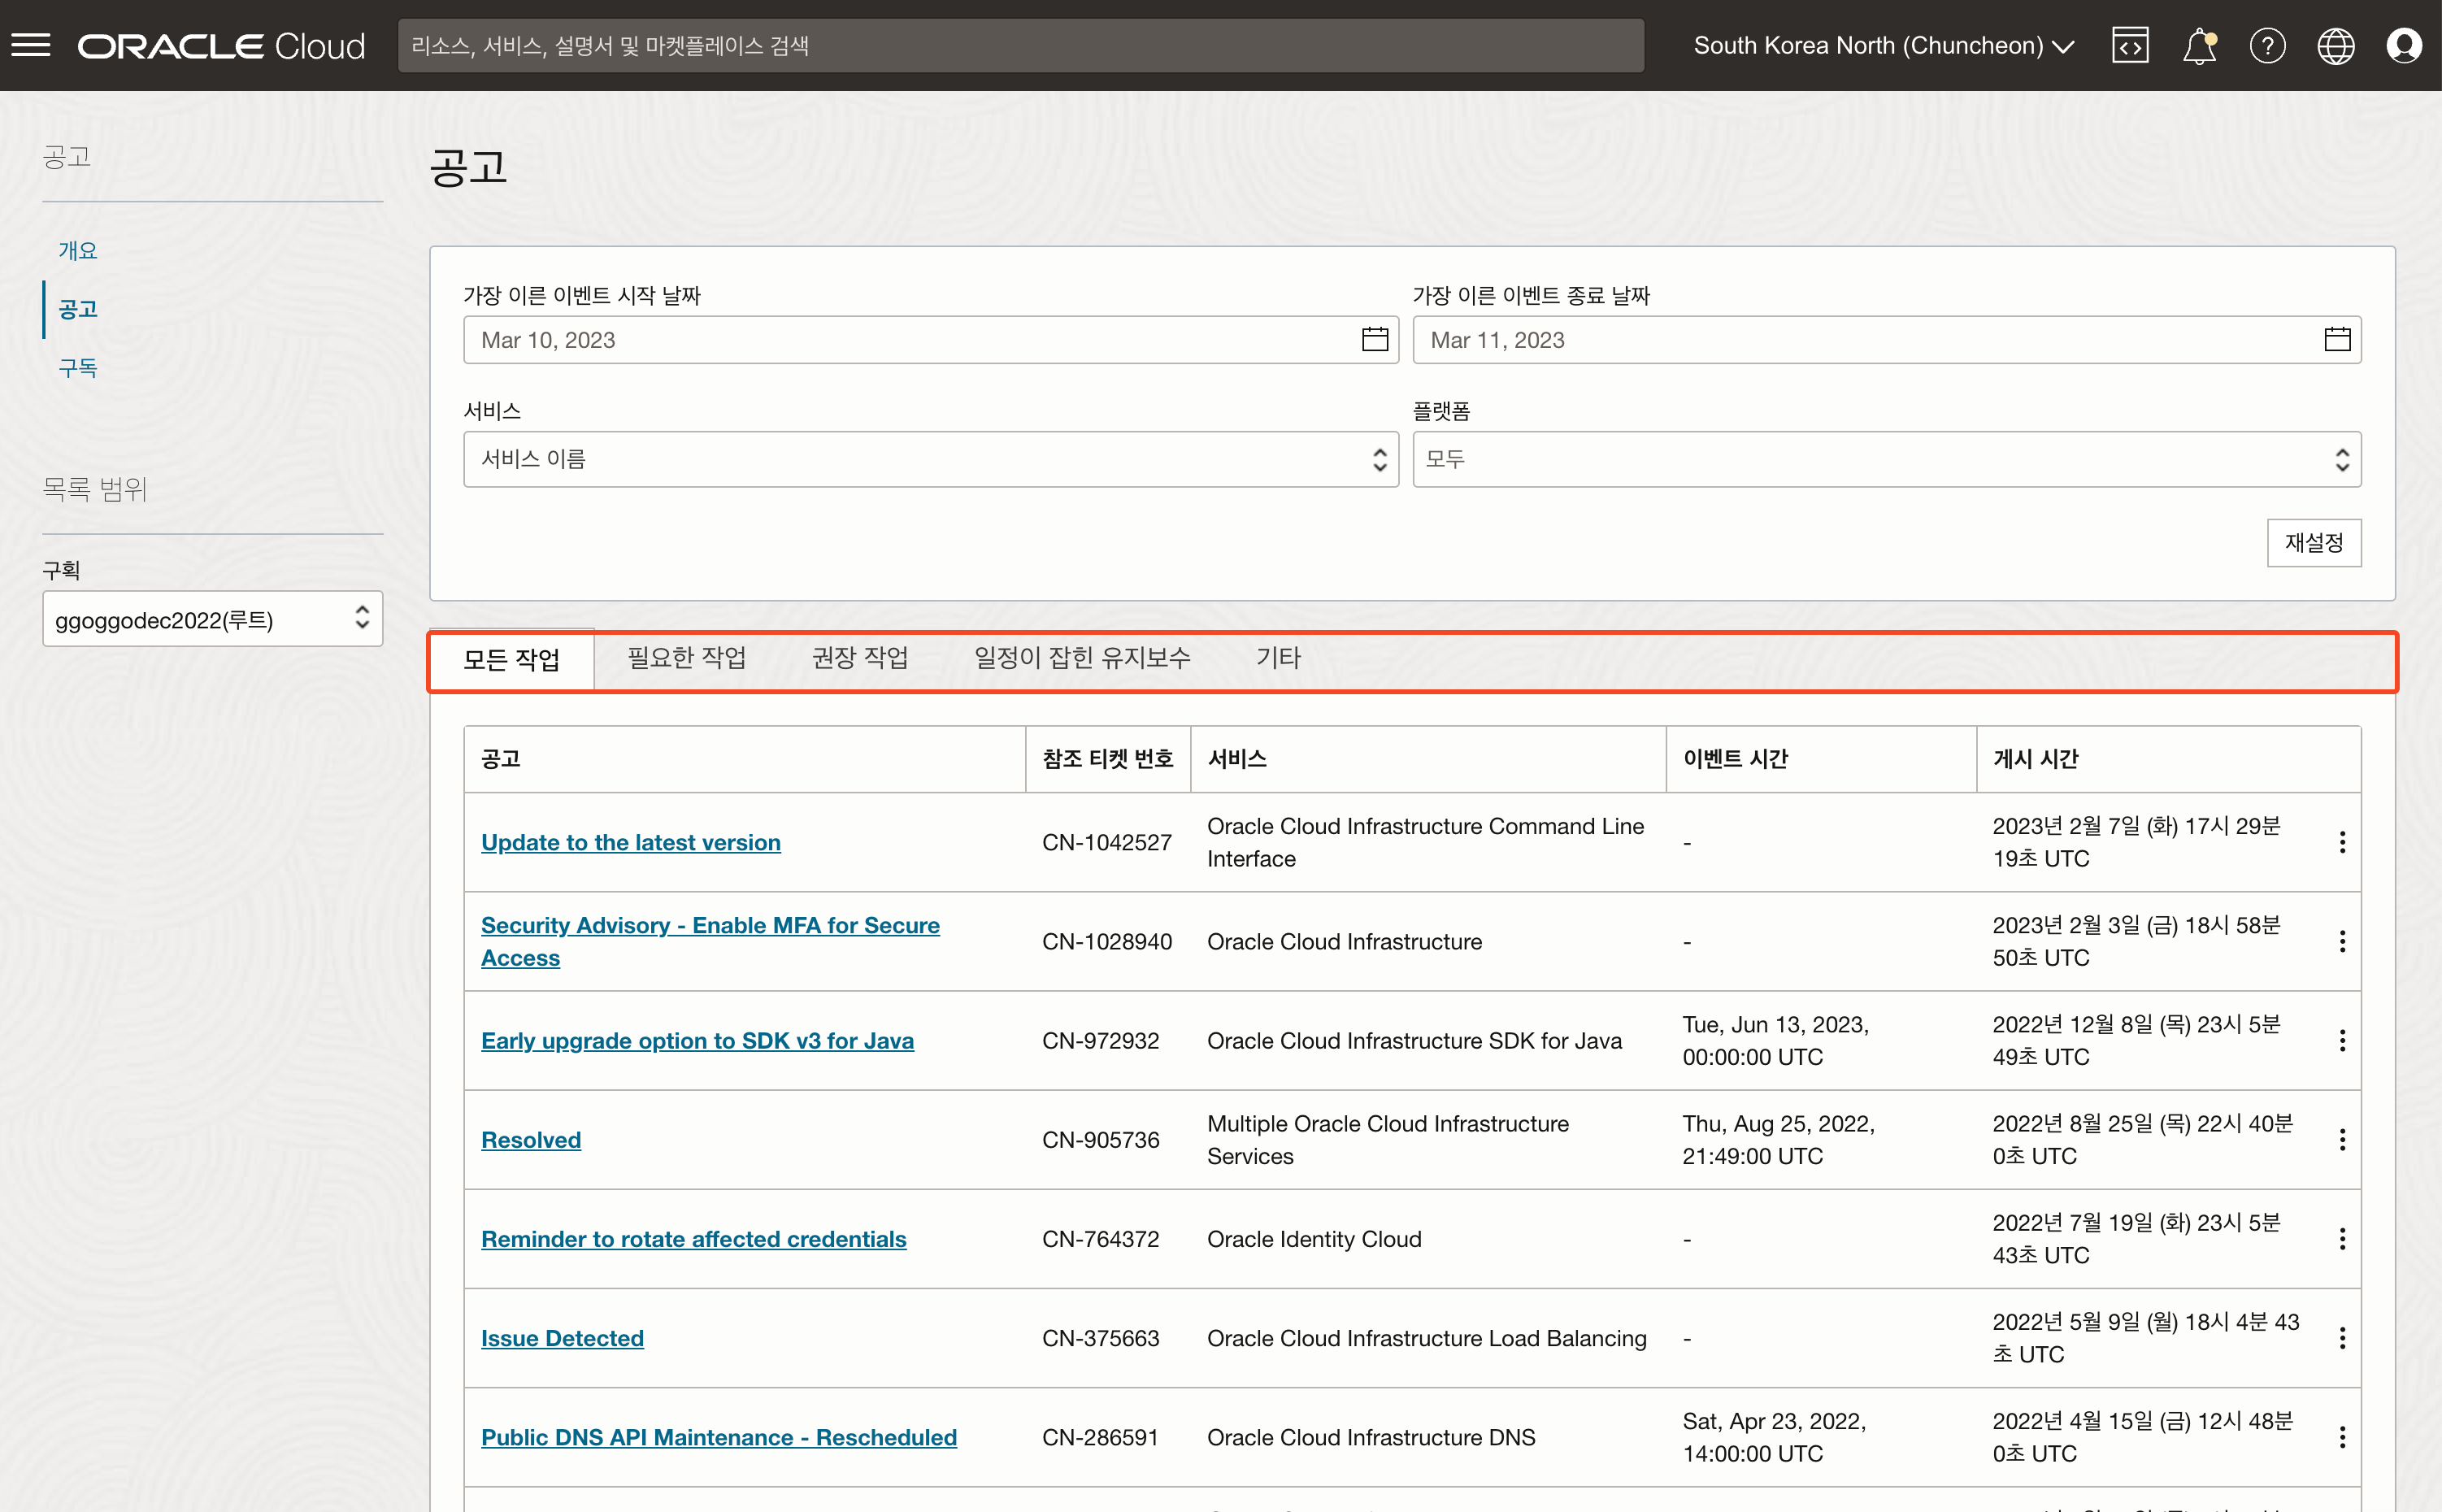 ORACLE Cloud
리소스, 서비스, 설명서 및 마켓플레이스 검색
South Korea North (Chuncheon)
공고
개요
공고
구독
목록 범위
구획
ggoggodec2022(루트)
공고
가장 이른 이벤트 시작 날짜
가장 이른 이벤트 종료 날짜
Mar 10, 2023
Mar 11, 2023
서비스
플랫폼
서비스 이름
모두
재설정
모든 작업 필요한 작업 권장 작업 일정이 잡힌 유지보수 기타
공고 참조 티켓 번호 서비스 이벤트 시간 게시 시간
Update to the latest version
CN-1042527
Oracle Cloud Infrastructure Command Line
Interface
-
2023년 2월 7일 (화) 17시 29분
19초 UTC
Security Advisory - Enable MFA for Secure
Access
CN-1028940
Oracle Cloud Infrastructure
-
2023년 2월 3일 (금) 18시 58분
50초 UTC
Early upgrade option to SDK v3 for Java
CN-972932
Oracle Cloud Infrastructure SDK for Java
Tue, Jun 13, 2023,
00:00:00 UTC
2022년 12월 8일 (목) 23시 5분
49초 UTC
Resolved
CN-905736
Multiple Oracle Cloud Infrastructure
Services
Thu, Aug 25, 2022,
21:49:00 UTC
2022년 8월 25일 (목) 22시 40분
0초 UTC
Reminder to rotate affected credentials
CN-764372
Oracle Identity Cloud
-
2022년 7월 19일 (화) 23시 5분
43초 UTC
Issue Detected
CN-375663
Oracle Cloud Infrastructure Load Balancing
-
2022년 5월 9일 (월) 18시 4분 43
초 UTC
Public DNS API Maintenance - Rescheduled
CN-286591
Oracle Cloud Infrastructure DNS
Sat, Apr 23, 2022,
14:00:00 UTC
2022년 4월 15일 (금) 12시 48분
0초 UTC